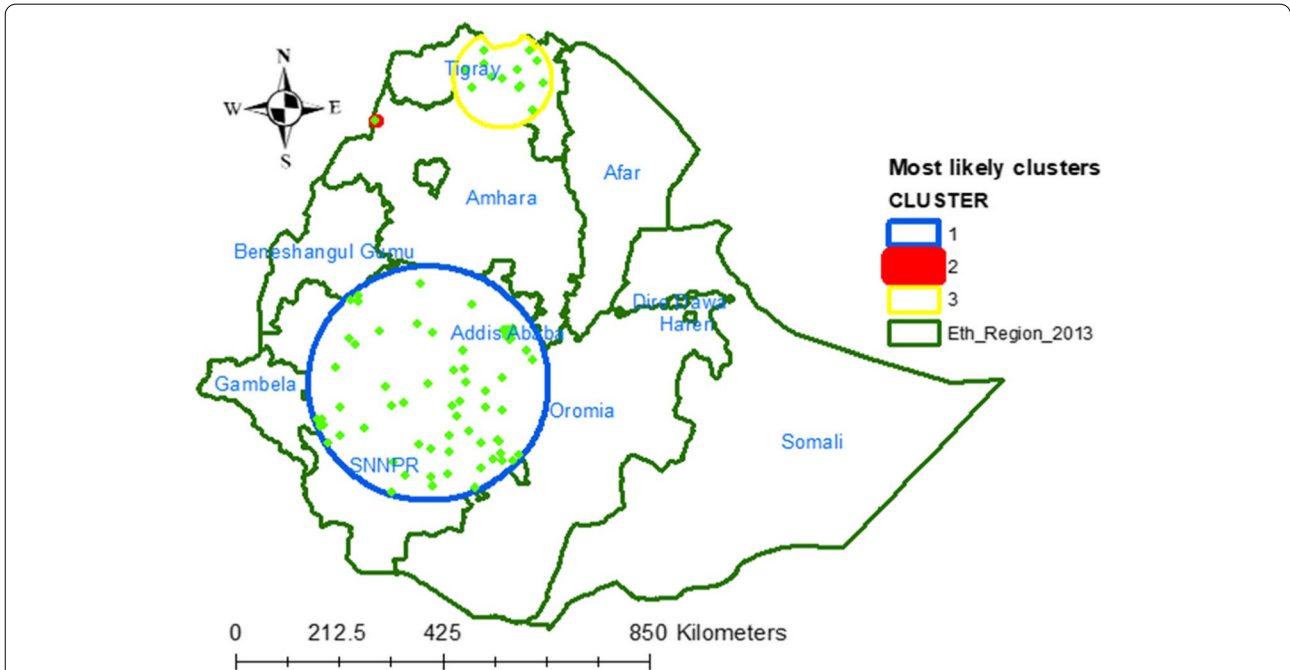 N
W E
S
Tigray
Afar
Amhara
Beneshangul Gumu
Dire Dawa
Hareri
Addis Ababa
Gambela
Oromia
Somali
SNNPR
Most likely clusters
CLUSTER
1
2
3
Eth_Region_2013
0 212.5 425 850 Kilometers